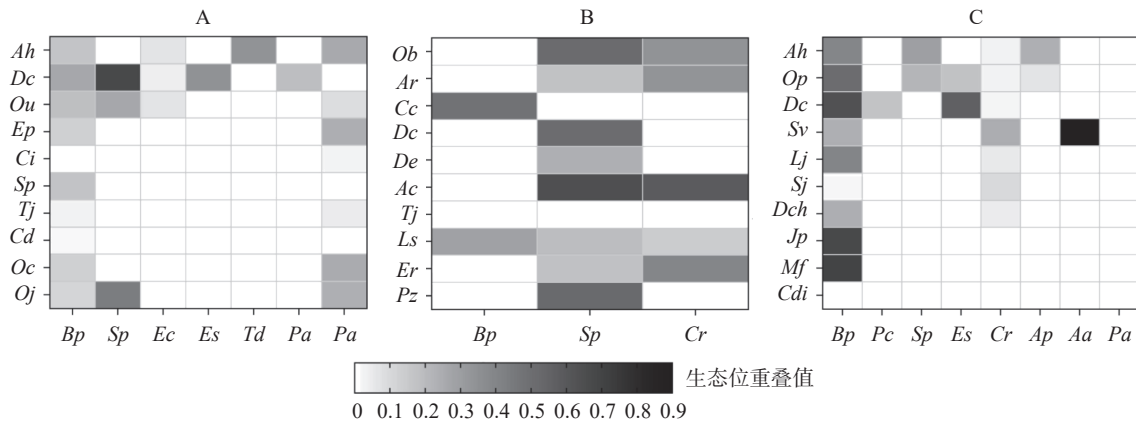 A
Ah
Dc
Ou
Ep
Ci
Sp
Tj
Cd
Oc
Oj
Bp Sp Ec Es Td Pa Pa
B
Ob
Ar
Cc
Dc
De
Ac
Tj
Ls
Er
Pz
Bp Sp Cr
C
Ah
Op
Dc
Sv
Lj
Sj
Dch
Jp
Mf
Cdi
Bp Pc Sp Es Cr Ap Aa Pa
生态位重叠值
0 0.1 0.2 0.3 0.4 0.5 0.6 0.7 0.8 0.9